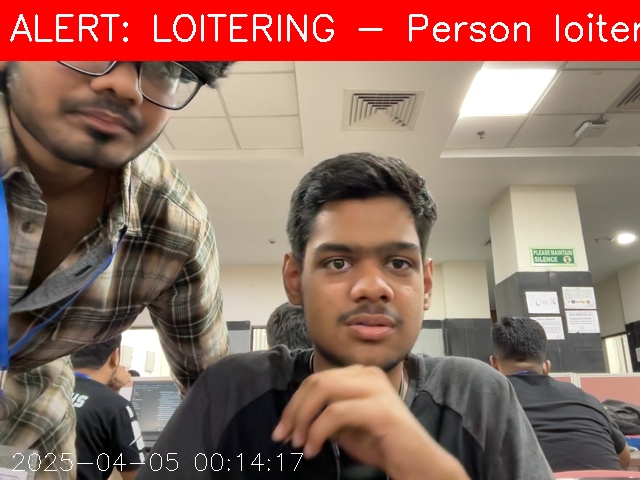 ALERT: LOITERING – Person loiter
PLEASE MAINTAIN
SILENCE
2025-04-05 00:14:17